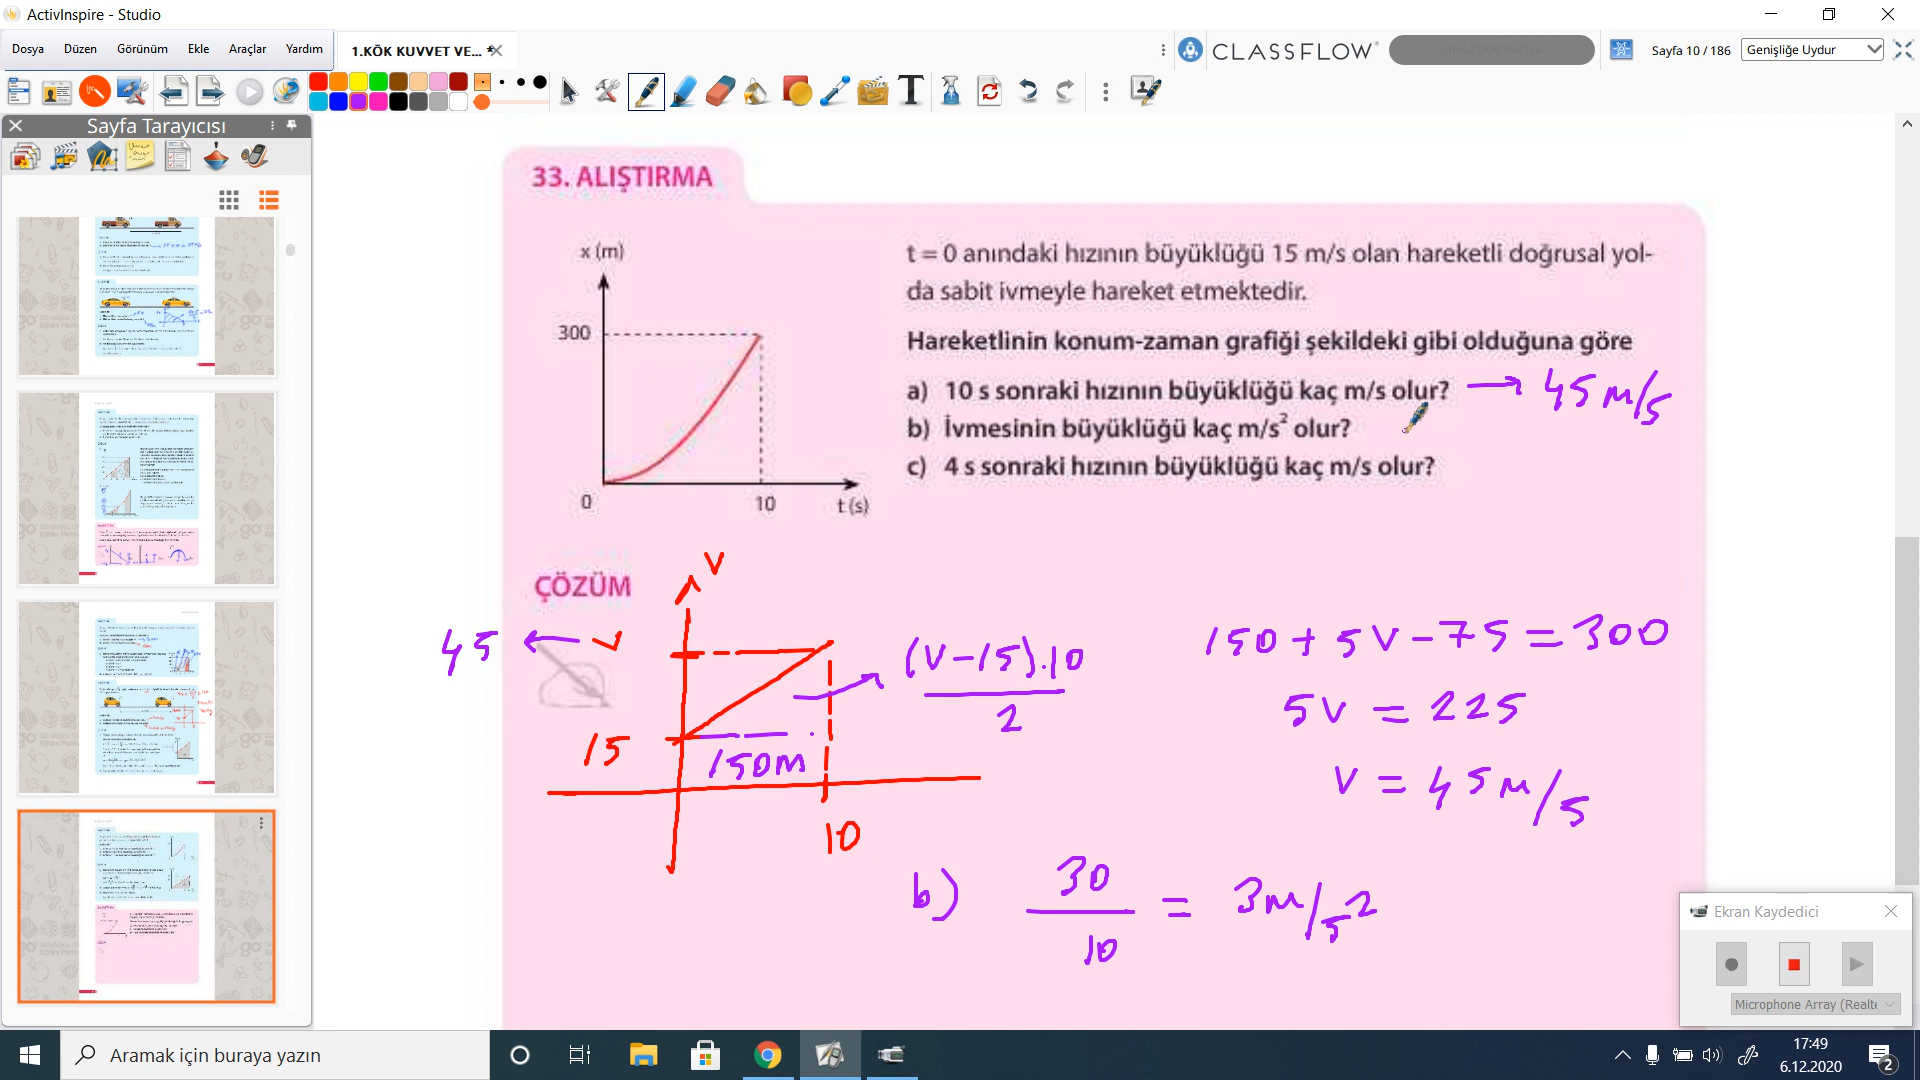 ActivInspire - Studio
Dosya Düzen Görünüm Ekle Araçlar Yardım
1.KÖK KUVVET VE... *
CLASSFLOW
Sayfa 10 / 186
Genişliğe Uydur
Sayfa Tarayıcısı
33. ALIŞTIRMA
x (m)
300
0
10
t (s)
t = 0 anındaki hızının büyüklüğü 15 m/s olan hareketli doğrusal yol-
da sabit ivmeyle hareket etmektedir.
Hareketlinin konum-zaman grafiği şekildeki gibi olduğuna göre
a) 10 s sonraki hızının büyüklüğü kaç m/s olur? → 45 m/s
b) İvmesinin büyüklüğü kaç m/s² olur?
c) 4 s sonraki hızının büyüklüğü kaç m/s olur?
ÇÖZÜM
V
45 ← V
15
150m
10
(V-15).10
2
150 + 5V - 75 = 300
5V = 225
V = 45 m/s
b) 30
10
= 3m/s2
Ekran Kaydedici
Microphone Array (Realte
Aramak için buraya yazın
17:49
6.12.2020
2